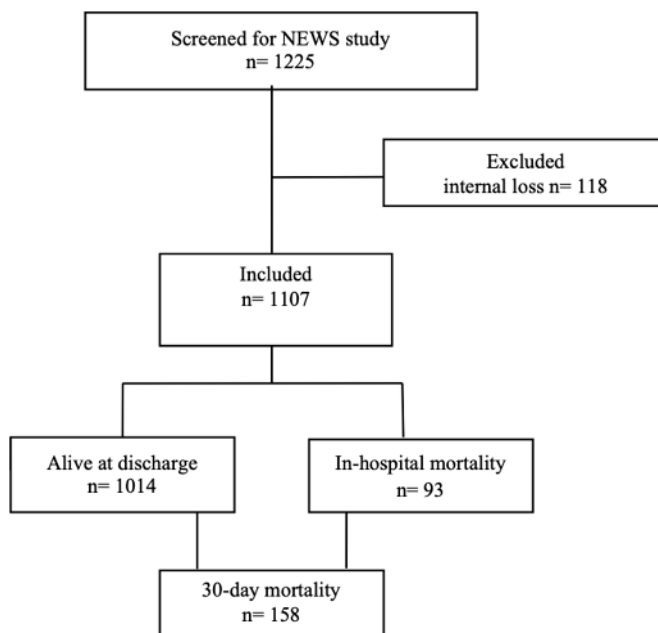 Screened for NEWS study
n= 1225
Excluded
internal loss n= 118
Included
n= 1107
Alive at discharge
n= 1014
In-hospital mortality
n= 93
30-day mortality
n= 158